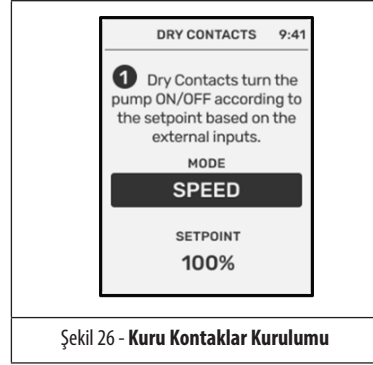 DRY CONTACTS 9:41
1 Dry Contacts turn the
pump ON/OFF according to
the setpoint based on the
external inputs.
MODE
SPEED
SETPOINT
100%
Şekil 26 - Kuru Kontaklar Kurulumu